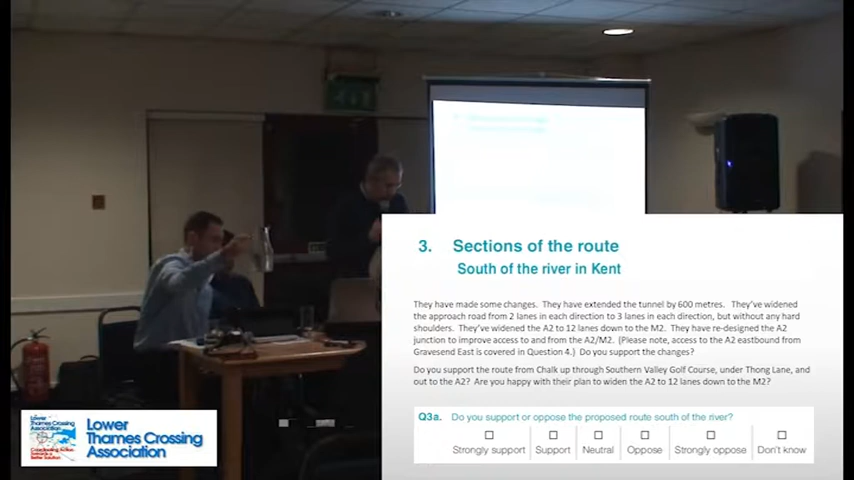 3. Sections of the route
South of the river in Kent
They have made some changes. They have extended the tunnel by 600 metres. They've widened
the approach road from 2 lanes in each direction to 3 lanes in each direction, but without any hard
shoulders. They've widened the A2 to 12 lanes down to the M2. They have re-designed the A2
junction to improve access to and from the A2/M2. (Please note, access to the A2 eastbound from
Gravesend East is covered in Question 4.) Do you support the changes?
Do you support the route from Chalk up through Southern Valley Golf Course, under Thong Lane, and
out to the A2? Are you happy with their plan to widen the A2 to 12 lanes down to the M2?
Q3a. Do you support or oppose the proposed route south of the river?
Strongly support Support Neutral Oppose Strongly oppose Don't know
Lower
Thames Crossing
Association
Lower
Thames Crossing
Association